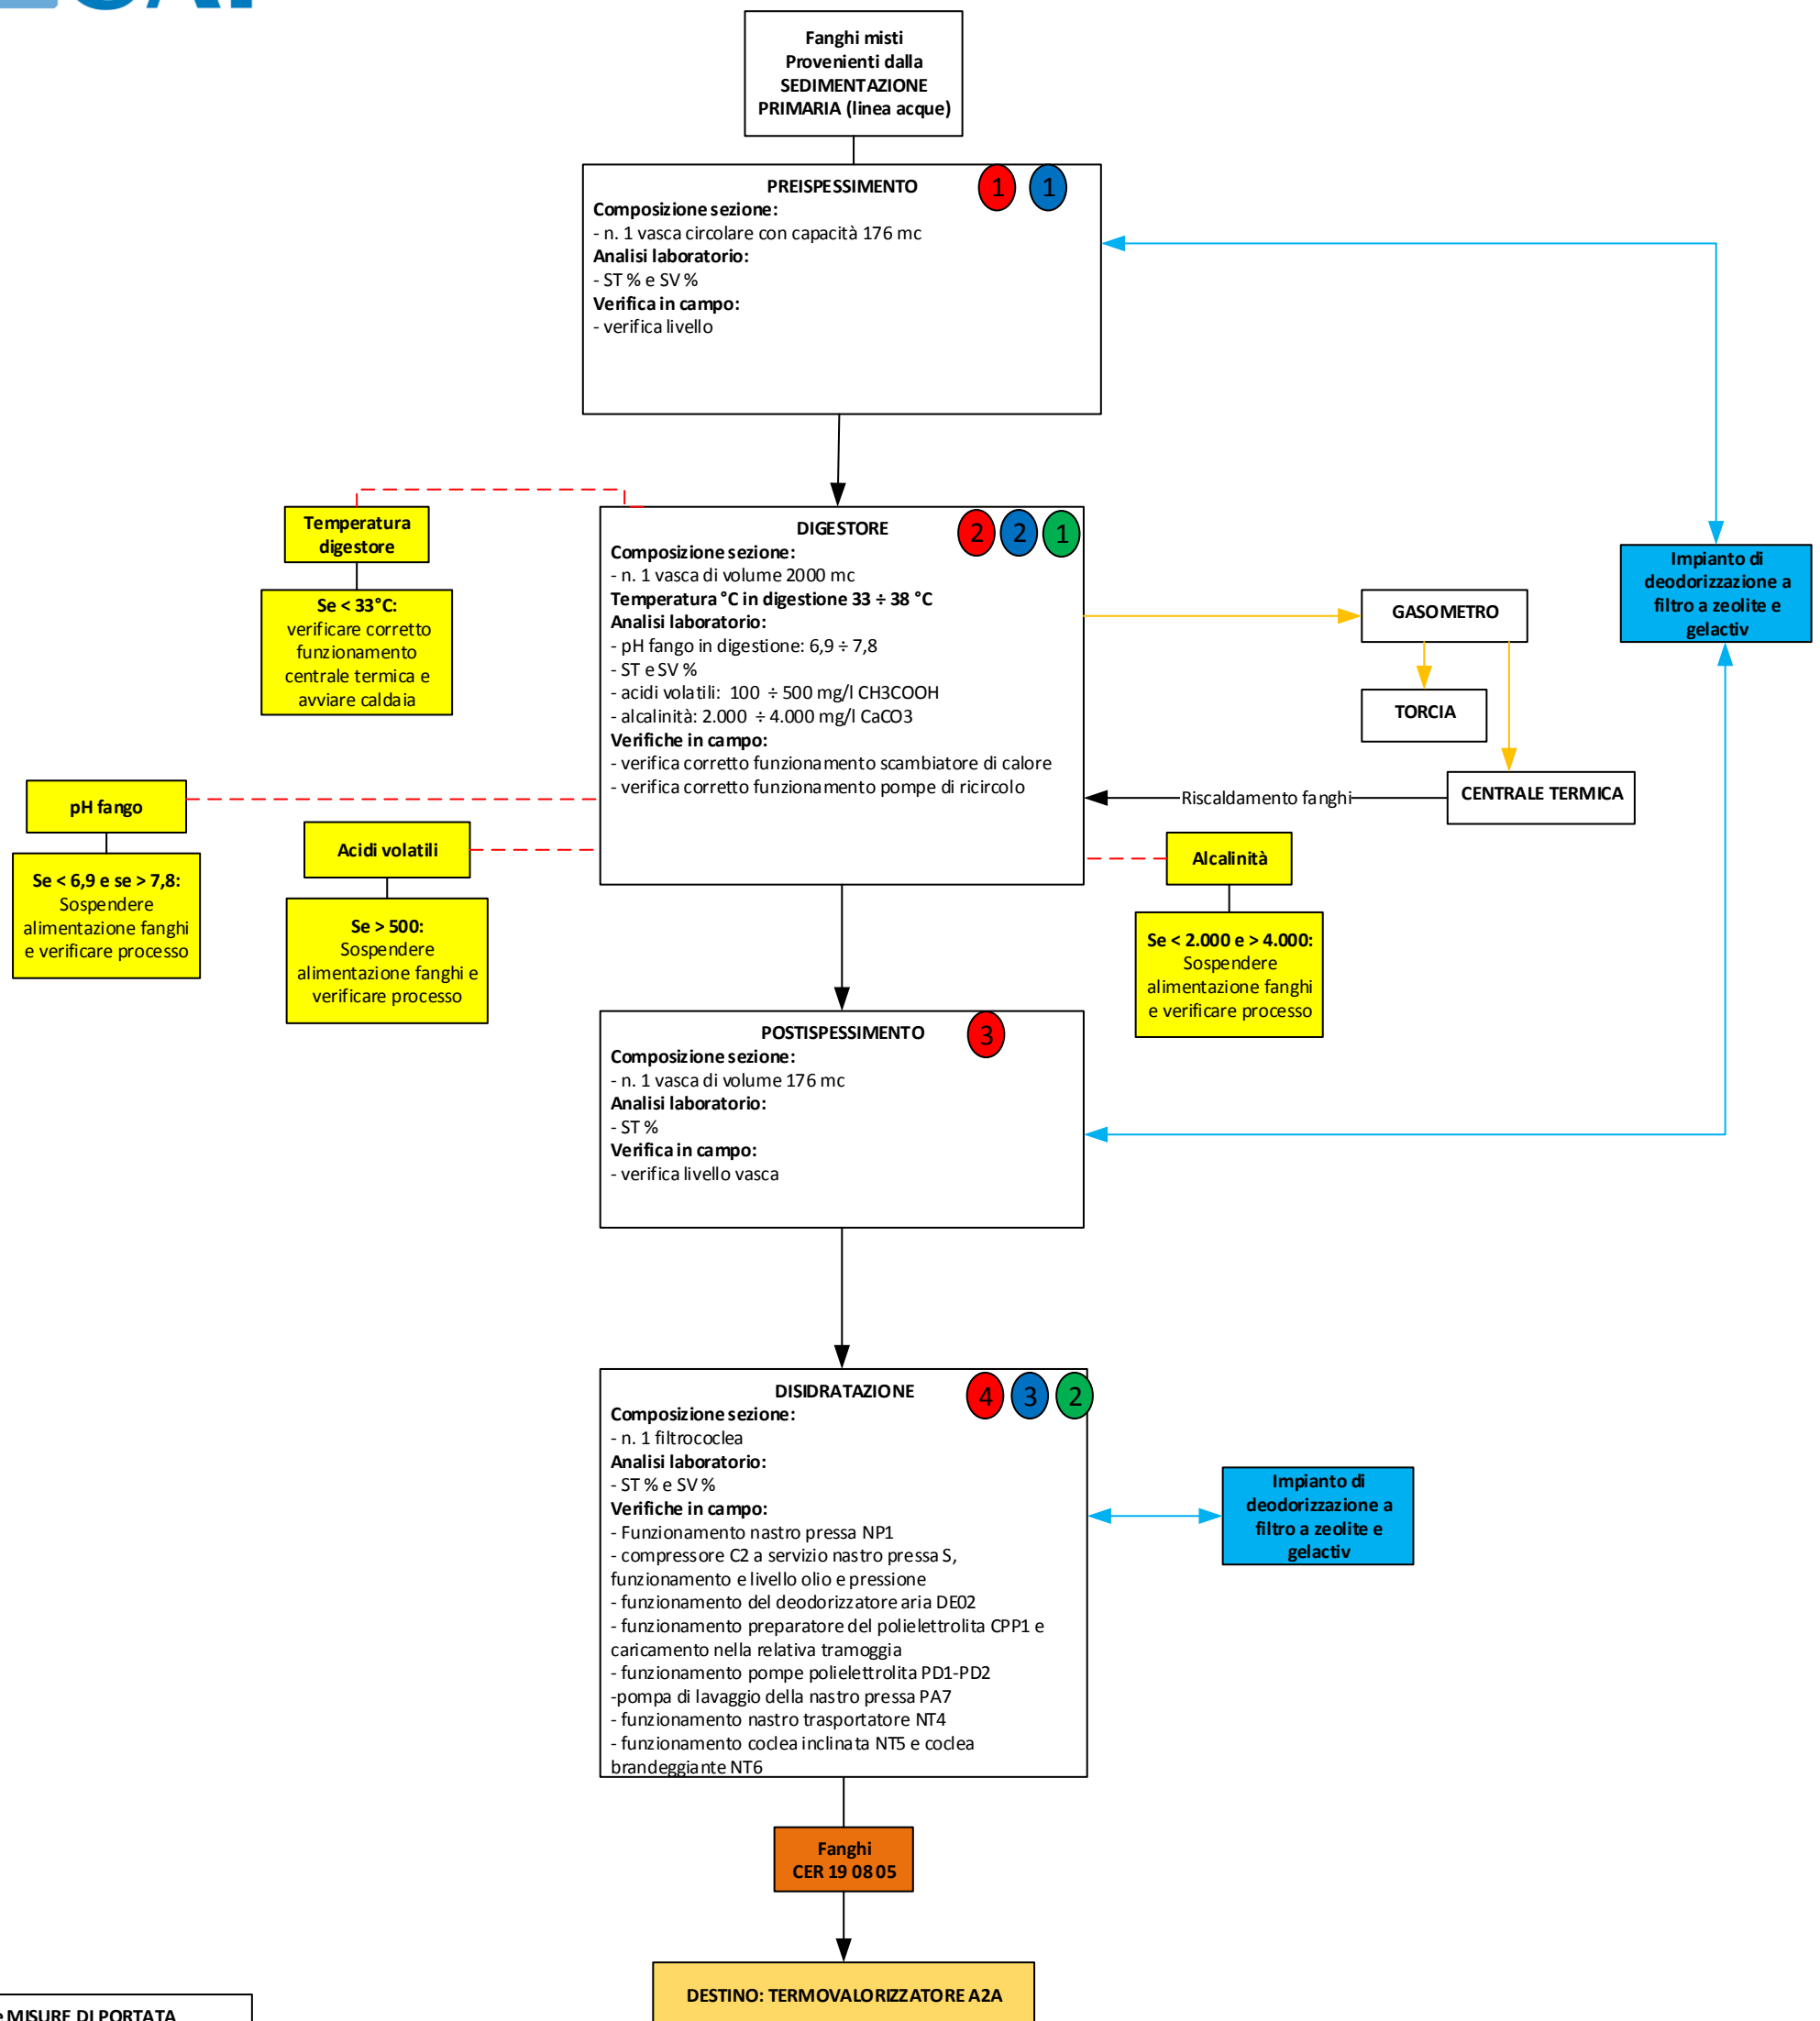 Fanghi misti
Provenienti dalla
SEDIMENTAZIONE
PRIMARIA (linea acque)
PREISPESSIMENTO
1
1
Composizione sezione:
- n. 1 vasca circolare con capacità 176 mc
Analisi laboratorio:
- ST % e SV %
Verifica in campo:
- verifica livello
Temperatura
digestore
Se < 33°C:
verificare corretto
funzionamento
centrale termica e
avviare caldaia
DIGESTORE
2
2
1
Composizione sezione:
- n. 1 vasca di volume 2000 mc
Temperatura °C in digestione 33 ÷ 38 °C
Analisi laboratorio:
- pH fango in digestione: 6,9 ÷ 7,8
- ST e SV %
- acidi volatili: 100 ÷ 500 mg/l CH3COOH
- alcalinità: 2.000 ÷ 4.000 mg/l CaCO3
Verifiche in campo:
- verifica corretto funzionamento scambiatore di calore
- verifica corretto funzionamento pompe di ricircolo
GASOMETRO
TORCIA
CENTRALE TERMICA
Riscaldamento fanghi
Impianto di
deodorizzazione a
filtro a zeolite e
gelactiv
pH fango
Se < 6,9 e se > 7,8:
Sospendere
alimentazione fanghi
e verificare processo
Acidi volatili
Se > 500:
Sospendere
alimentazione fanghi e
verificare processo
Alcalinità
Se < 2.000 e > 4.000:
Sospendere
alimentazione fanghi
e verificare processo
POSTISPESSIMENTO
3
Composizione sezione:
- n. 1 vasca di volume 176 mc
Analisi laboratorio:
- ST %
Verifica in campo:
- verifica livello vasca
DISIDRATAZIONE
4
3
2
Composizione sezione:
- n. 1 filtrococlea
Analisi laboratorio:
- ST % e SV %
Verifiche in campo:
- Funzionamento nastro pressa NP1
- compressore C2 a servizio nastro pressa S,
funzionamento e livello olio e pressione
- funzionamento del deodorizzatore aria DE02
- funzionamento preparatore del polielettrolita CPP1 e
caricamento nella relativa tramoggia
- funzionamento pompe polielettrolita PD1-PD2
-pompa di lavaggio della nastro pressa PA7
- funzionamento nastro trasportatore NT4
- funzionamento coclea inclinata NT5 e coclea
brandeggiante NT6
Impianto di
deodorizzazione a
filtro a zeolite e
gelactiv
Fanghi
CER 19 08 05
DESTINO: TERMOVALORIZZATORE A2A
e MISURE DI PORTATA